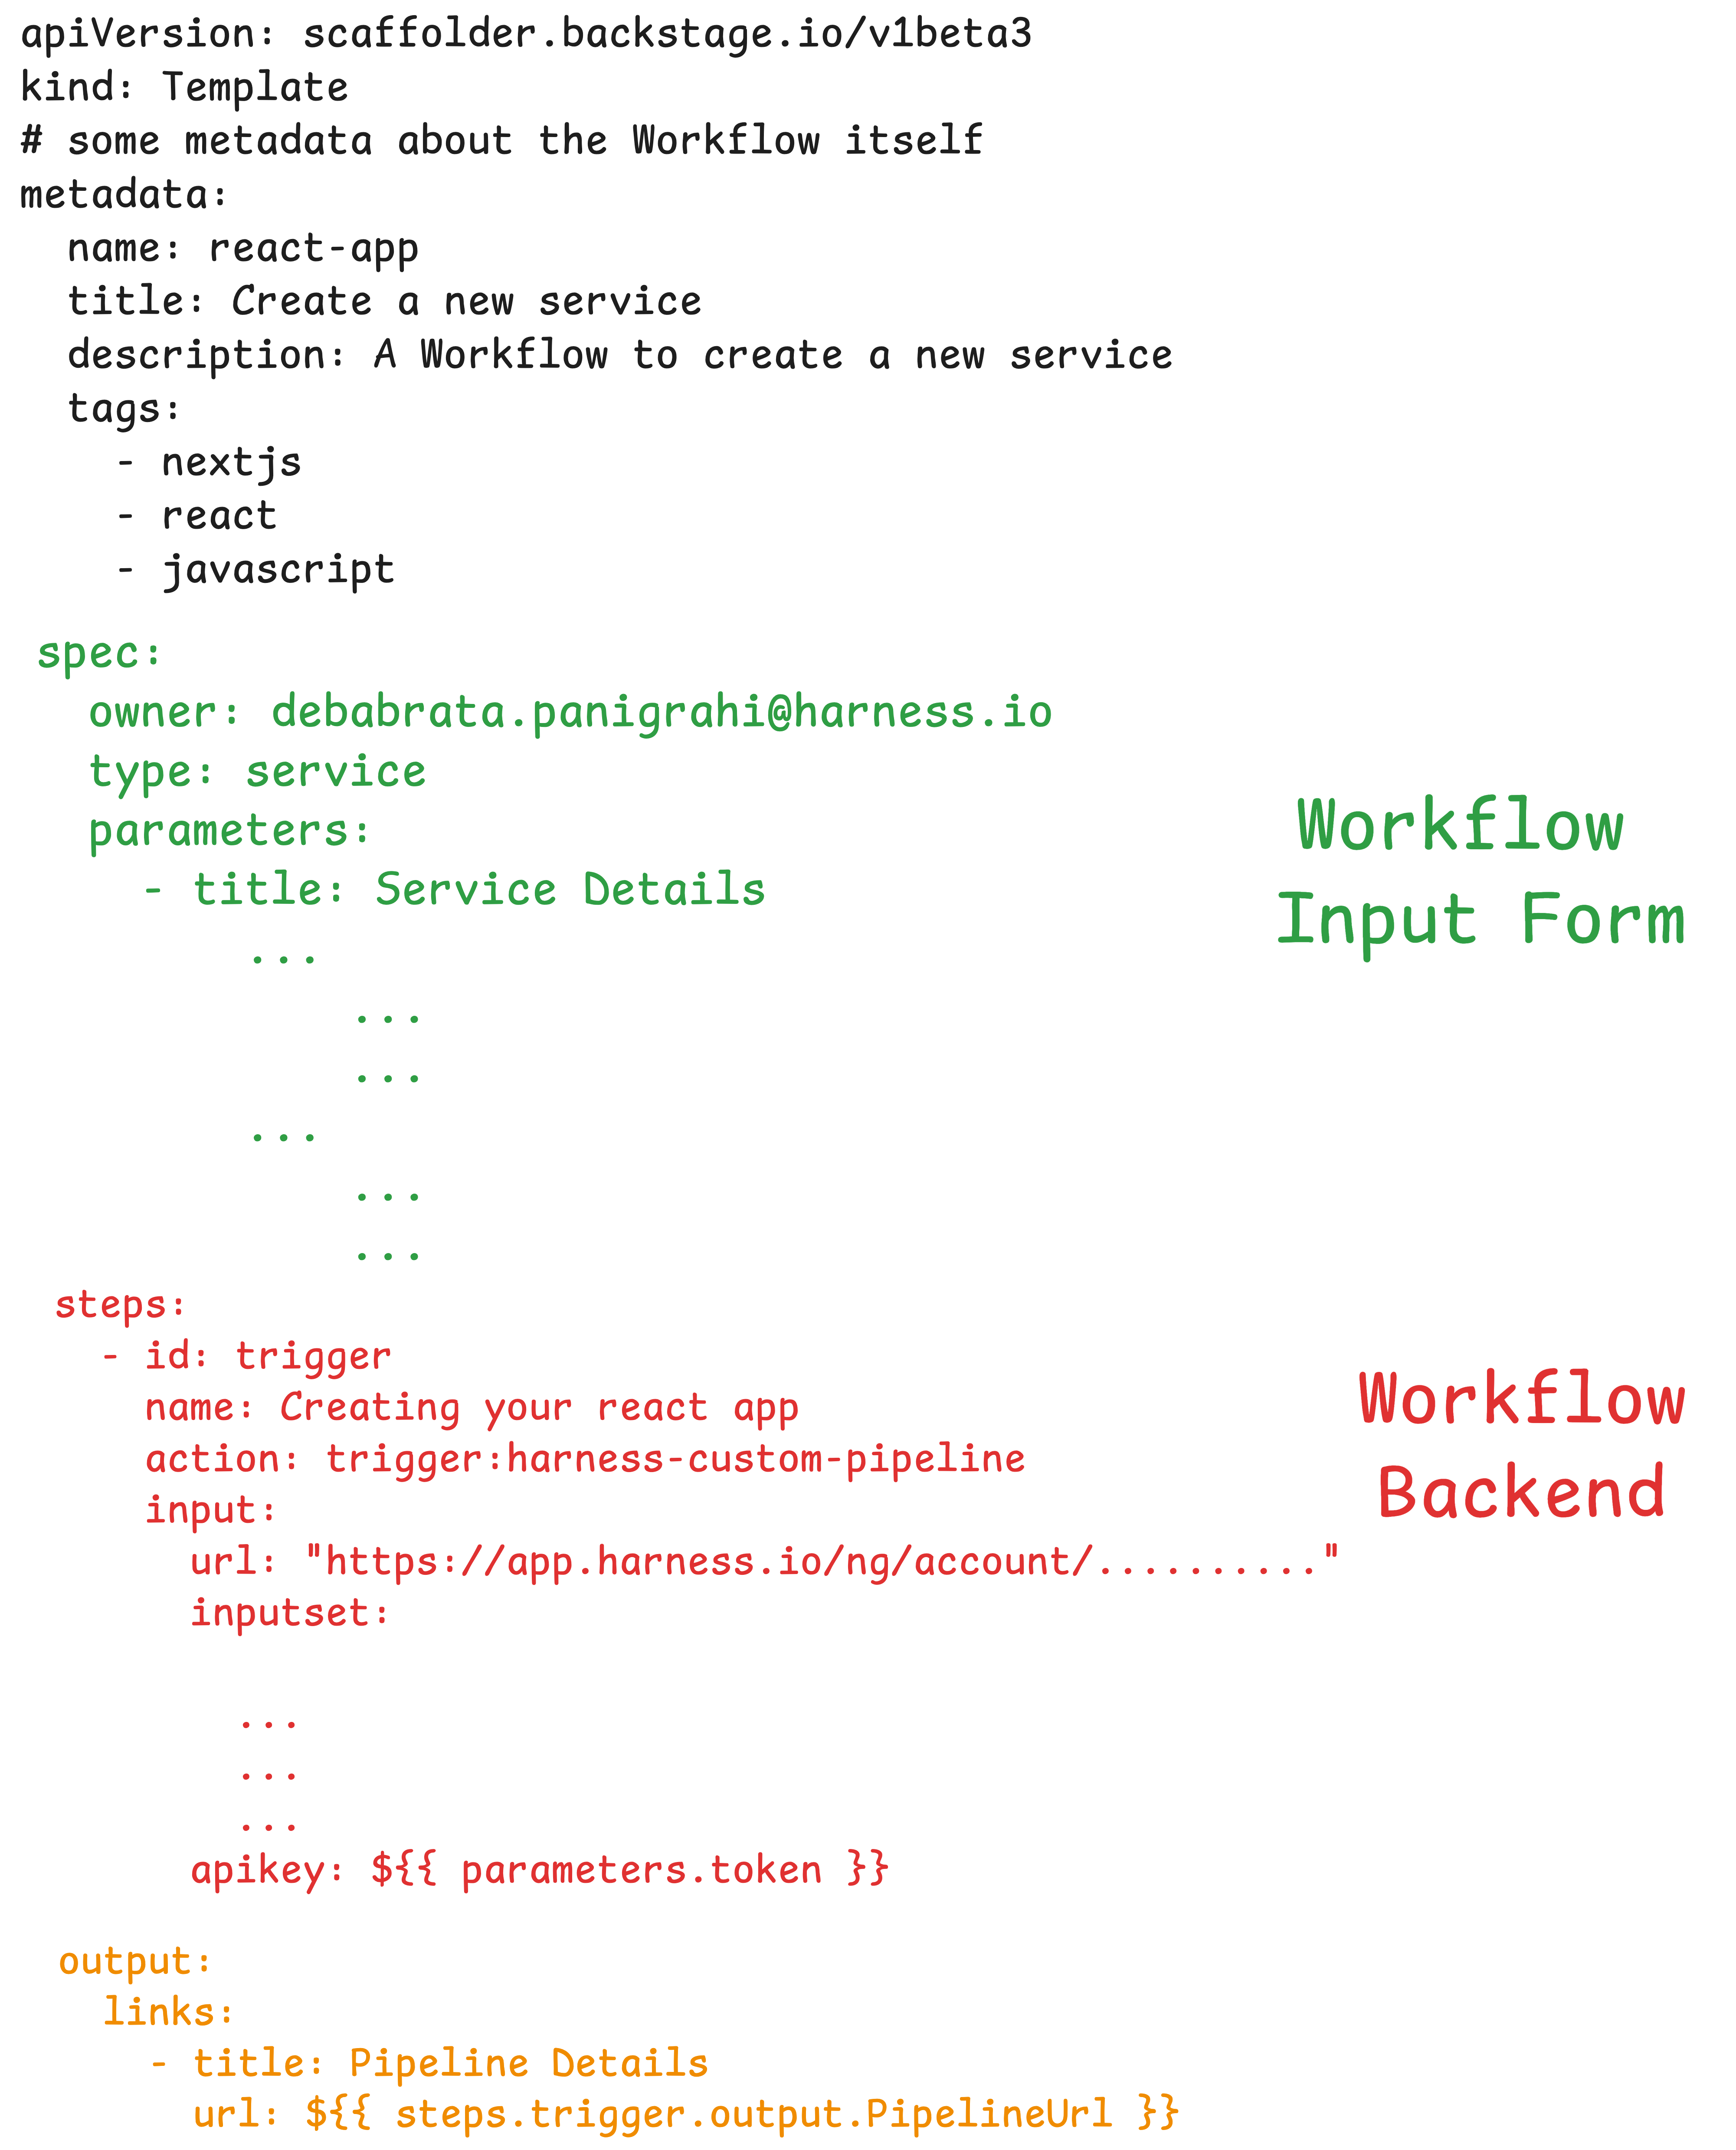 apiVersion: scaffolder.backstage.io/v1beta3
kind: Template
# some metadata about the Workflow itself
metadata:
  name: react-app
  title: Create a new service
  description: A Workflow to create a new service
  tags:
    - nextjs
    - react
    - javascript
spec:
  owner: debabrata.panigrahi@harness.io
  type: service
  parameters:
    - title: Service Details
        ...
            ...
            ...
        ...
            ...
            ...
Workflow
Input Form
steps:
  - id: trigger
    name: Creating your react app
    action: trigger:harness-custom-pipeline
    input:
      url: "https://app.harness.io/ng/account/.........."
      inputset:
        ...
        ...
        ...
      apikey: ${{ parameters.token }}
Workflow
Backend
output:
  links:
    - title: Pipeline Details
      url: ${{ steps.trigger.output.PipelineUrl }}